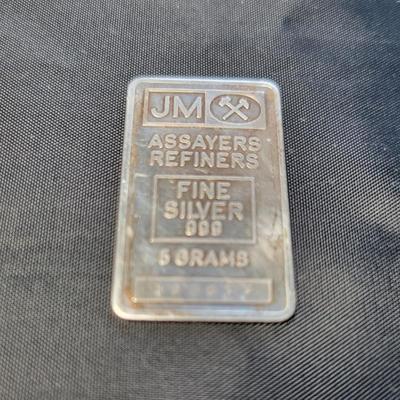 JM
ASSAYERS
REFINERS
FINE
SILVER
999
5 GRAMS